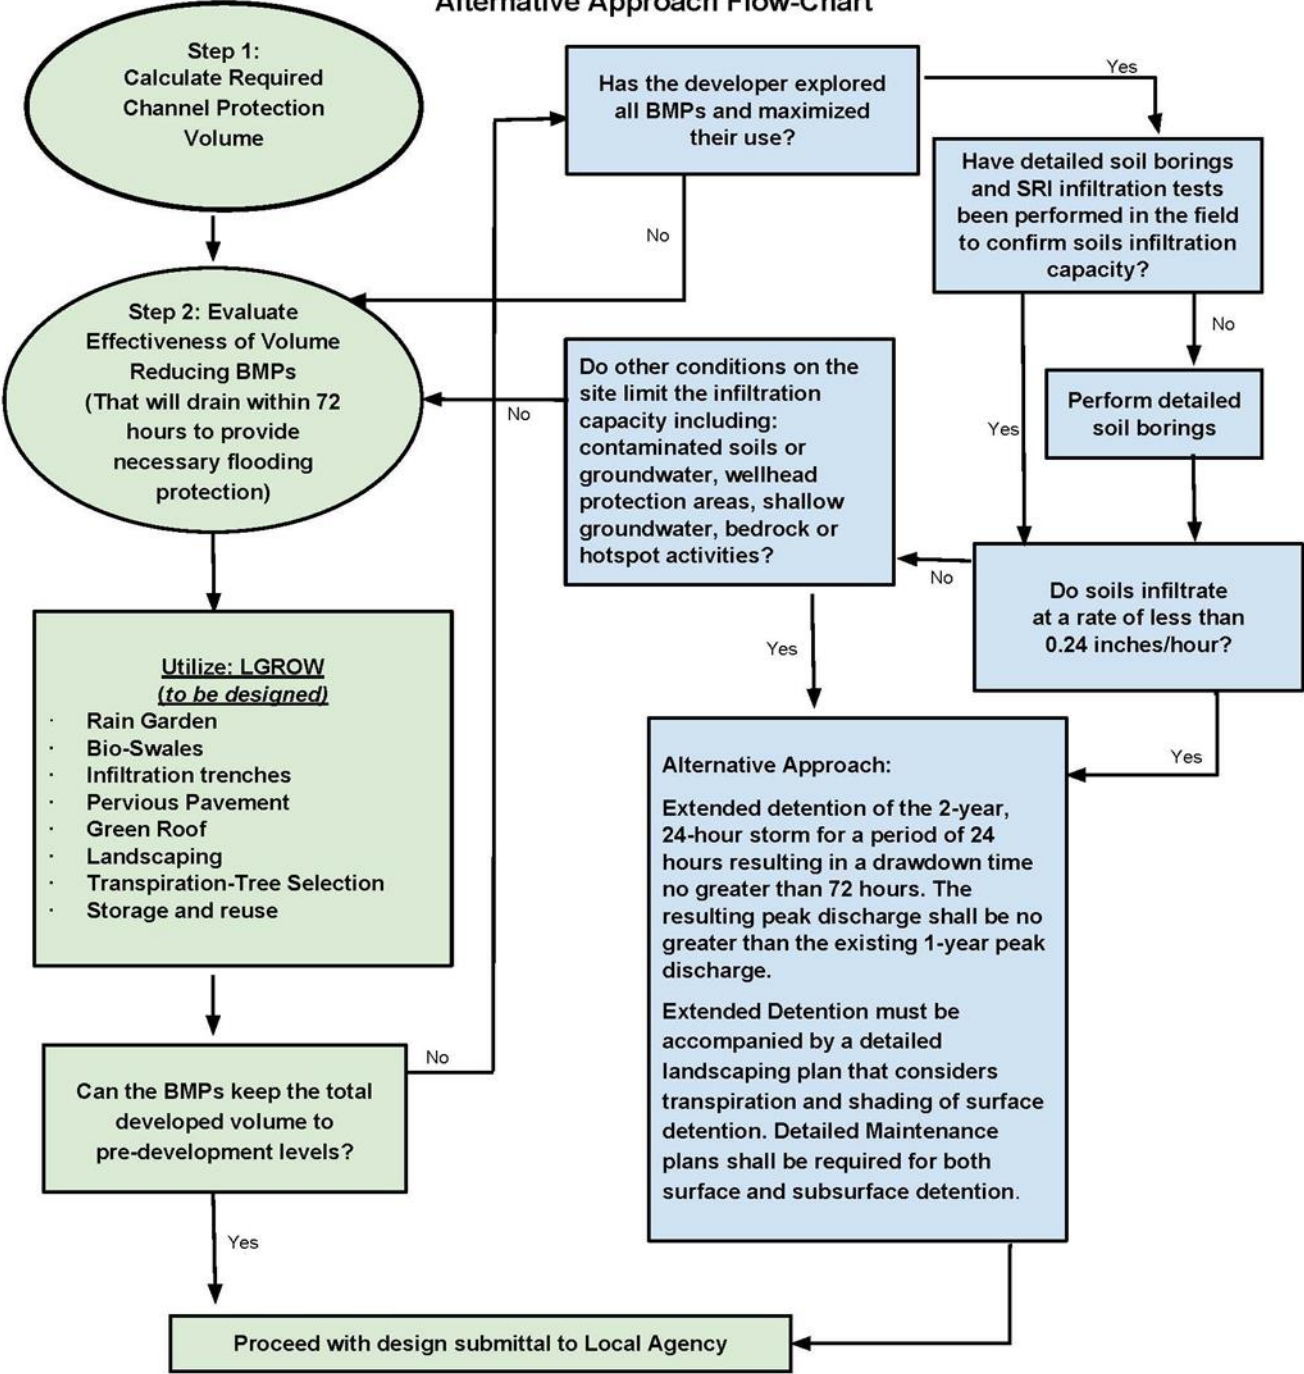 Alternative Approach Flow-Chart
Step 1:
Calculate Required
Channel Protection
Volume
Step 2: Evaluate
Effectiveness of Volume
Reducing BMPs
(That will drain within 72
hours to provide
necessary flooding
protection)
Utilize: LGROW
(to be designed)
· Rain Garden
· Bio-Swales
· Infiltration trenches
· Pervious Pavement
· Green Roof
· Landscaping
· Transpiration-Tree Selection
· Storage and reuse
Can the BMPs keep the total
developed volume to
pre-development levels?
No
Yes
Proceed with design submittal to Local Agency
Has the developer explored
all BMPs and maximized
their use?
No
Yes
Have detailed soil borings
and SRI infiltration tests
been performed in the field
to confirm soils infiltration
capacity?
No
Yes
Perform detailed
soil borings
Do soils infiltrate
at a rate of less than
0.24 inches/hour?
No
Yes
Do other conditions on the
site limit the infiltration
capacity including:
contaminated soils or
groundwater, wellhead
protection areas, shallow
groundwater, bedrock or
hotspot activities?
No
Yes
Alternative Approach:
Extended detention of the 2-year,
24-hour storm for a period of 24
hours resulting in a drawdown time
no greater than 72 hours. The
resulting peak discharge shall be no
greater than the existing 1-year peak
discharge.
Extended Detention must be
accompanied by a detailed
landscaping plan that considers
transpiration and shading of surface
detention. Detailed Maintenance
plans shall be required for both
surface and subsurface detention.